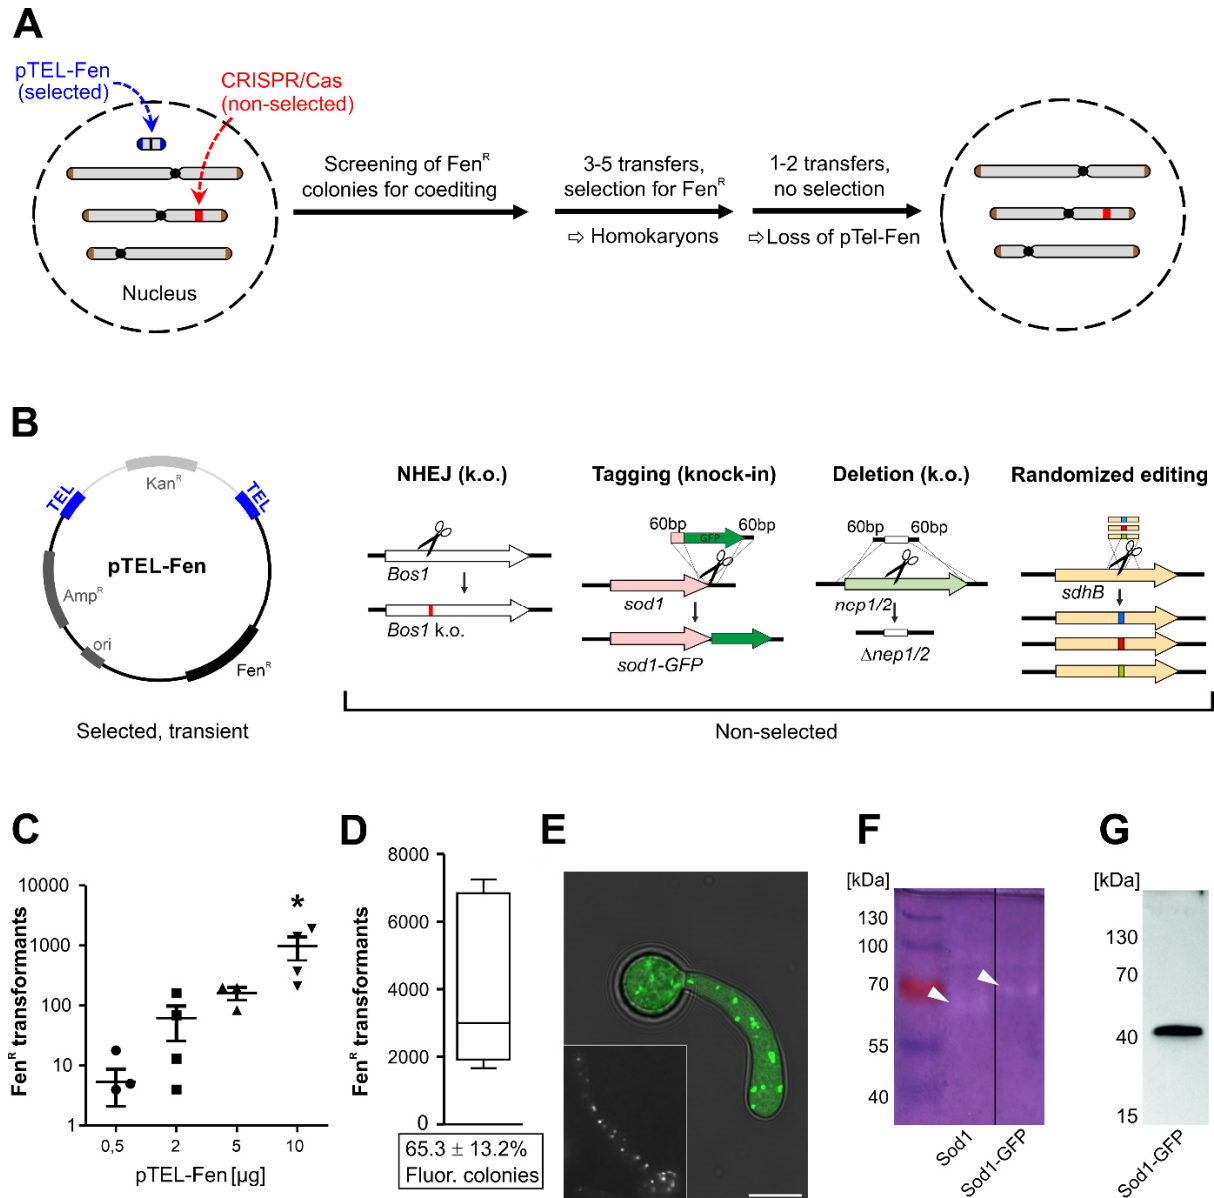 A
pTEL-Fen
(selected)
CRISPR/Cas
(non-selected)
Nucleus
Screening of Fenᴿ
colonies for coediting
3-5 transfers,
selection for Fenᴿ
⇨ Homokaryons
1-2 transfers,
no selection
⇨Loss of pTel-Fen
B
Kanᴿ
TEL
TEL
pTEL-Fen
Ampᴿ
ori
Fenᴿ
Selected, transient
NHEJ (k.o.)
Bos1
Bos1 k.o.
Tagging (knock-in)
60bp
60bp
GFP
sod1
sod1-GFP
Deletion (k.o.)
60bp
60bp
ncp1/2
Δnep1/2
Randomized editing
sdhB
Non-selected
C
Fenᴿ transformants
10000
1000
100
10
1
*
0,5
2
5
10
pTEL-Fen [µg]
D
Fenᴿ transformants
8000
6000
4000
2000
0
65.3 ± 13.2%
Fluor. colonies
E
F
[kDa]
130
100
70
55
40
Sod1
Sod1-GFP
G
[kDa]
130
70
40
15
Sod1-GFP